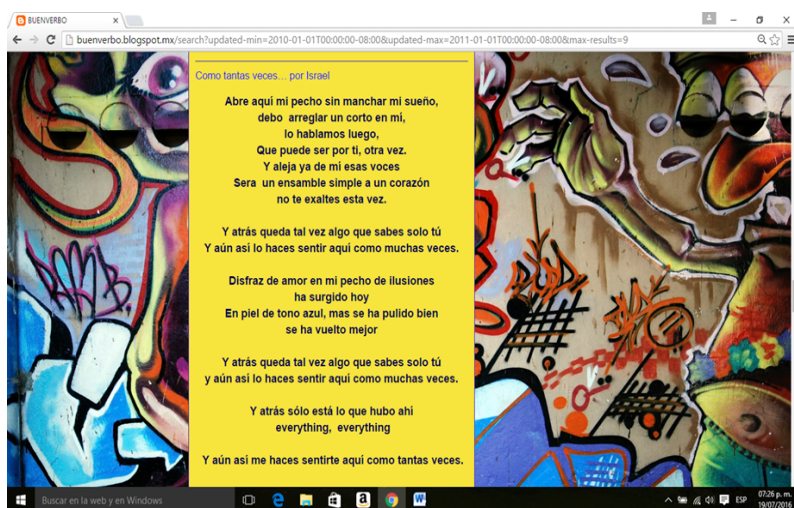 BUENVERBO
buenverbo.blogspot.mx/search?updated-min=2010-01-01T00:00:00-08:00&updated-max=2011-01-01T00:00:00-08:00&max-results=9
Como tantas veces… por Israel
Abre aquí mi pecho sin manchar mi sueño,
debo arreglar un corto en mi,
lo hablamos luego,
Que puede ser por ti, otra vez.
Y aleja ya de mí esas voces
Sera un ensamble simple a un corazón
no te exaltes esta vez.
Y atrás queda tal vez algo que sabes solo tú
Y aún así lo haces sentir aquí como muchas veces.
Disfraz de amor en mi pecho de ilusiones
ha surgido hoy
En piel de tono azul, mas se ha pulido bien
se ha vuelto mejor
Y atrás queda tal vez algo que sabes solo tú
y aún así lo haces sentir aquí como muchas veces.
Y atrás sólo está lo que hubo ahi
everything, everything
Y aún así me haces sentirte aquí como tantas veces.
Buscar en la web y en Windows
ESP
07:26 p. m.
19/07/2016